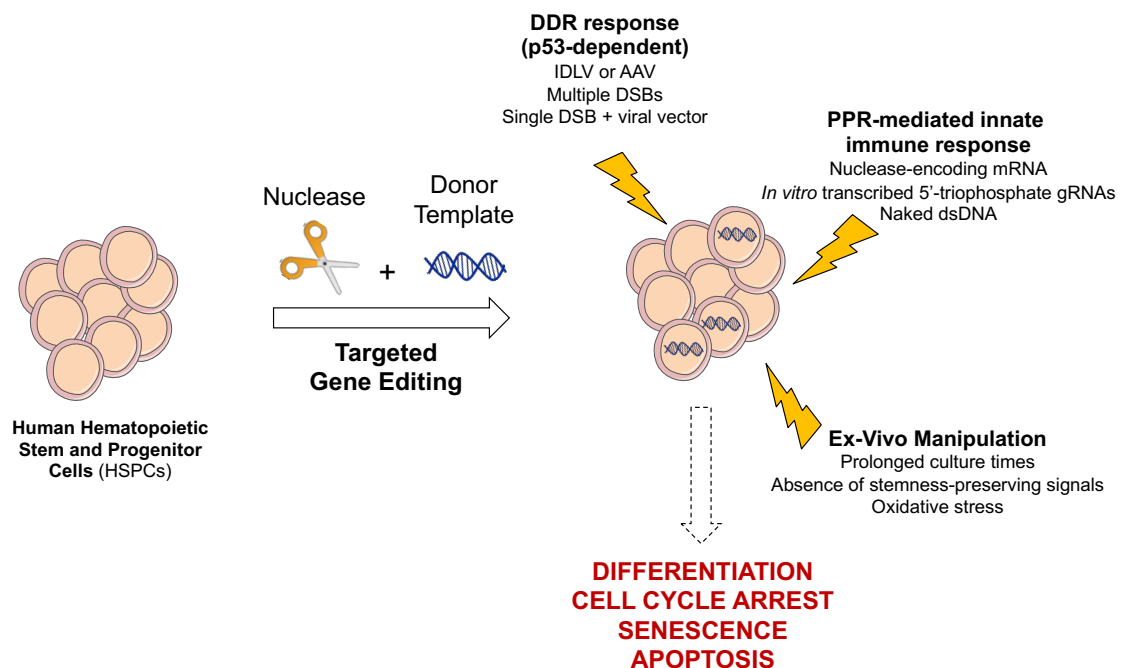 DDR response
(p53-dependent)
IDLV or AAV
Multiple DSBs
Single DSB + viral vector
PPR-mediated innate
immune response
Nuclease-encoding mRNA
In vitro transcribed 5’-triphosphate gRNAs
Naked dsDNA
Nuclease
+
Donor
Template
Targeted
Gene Editing
Human Hematopoietic
Stem and Progenitor
Cells (HSPCs)
Ex-Vivo Manipulation
Prolonged culture times
Absence of stemness-preserving signals
Oxidative stress
DIFFERENTIATION
CELL CYCLE ARREST
SENESCENCE
APOPTOSIS